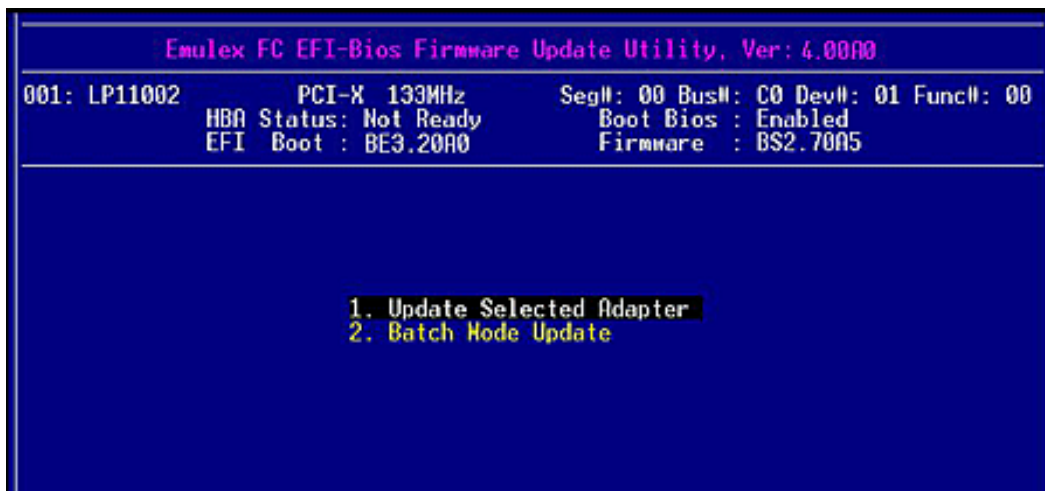 Emulex FC EFI-Bios Firmware Update Utility, Ver: 4.00A0
001: LP11002 PCI-X 133MHz Seg#: 00 Bus#: C0 Dev#: 01 Func#: 00
HBA Status: Not Ready Boot Bios : Enabled
EFI Boot : BE3.20A0 Firmware : BS2.70A5
1. Update Selected Adapter
2. Batch Mode Update